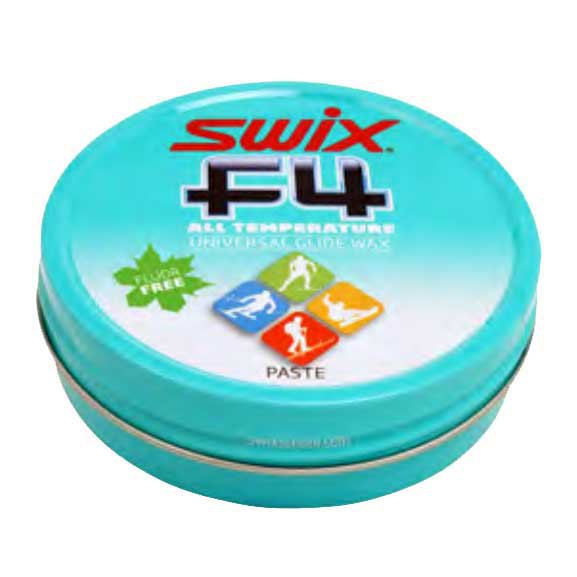 SWIX
F4
ALL TEMPERATURE
UNIVERSAL GLIDE WAX
FLUOR
FREE
PASTE